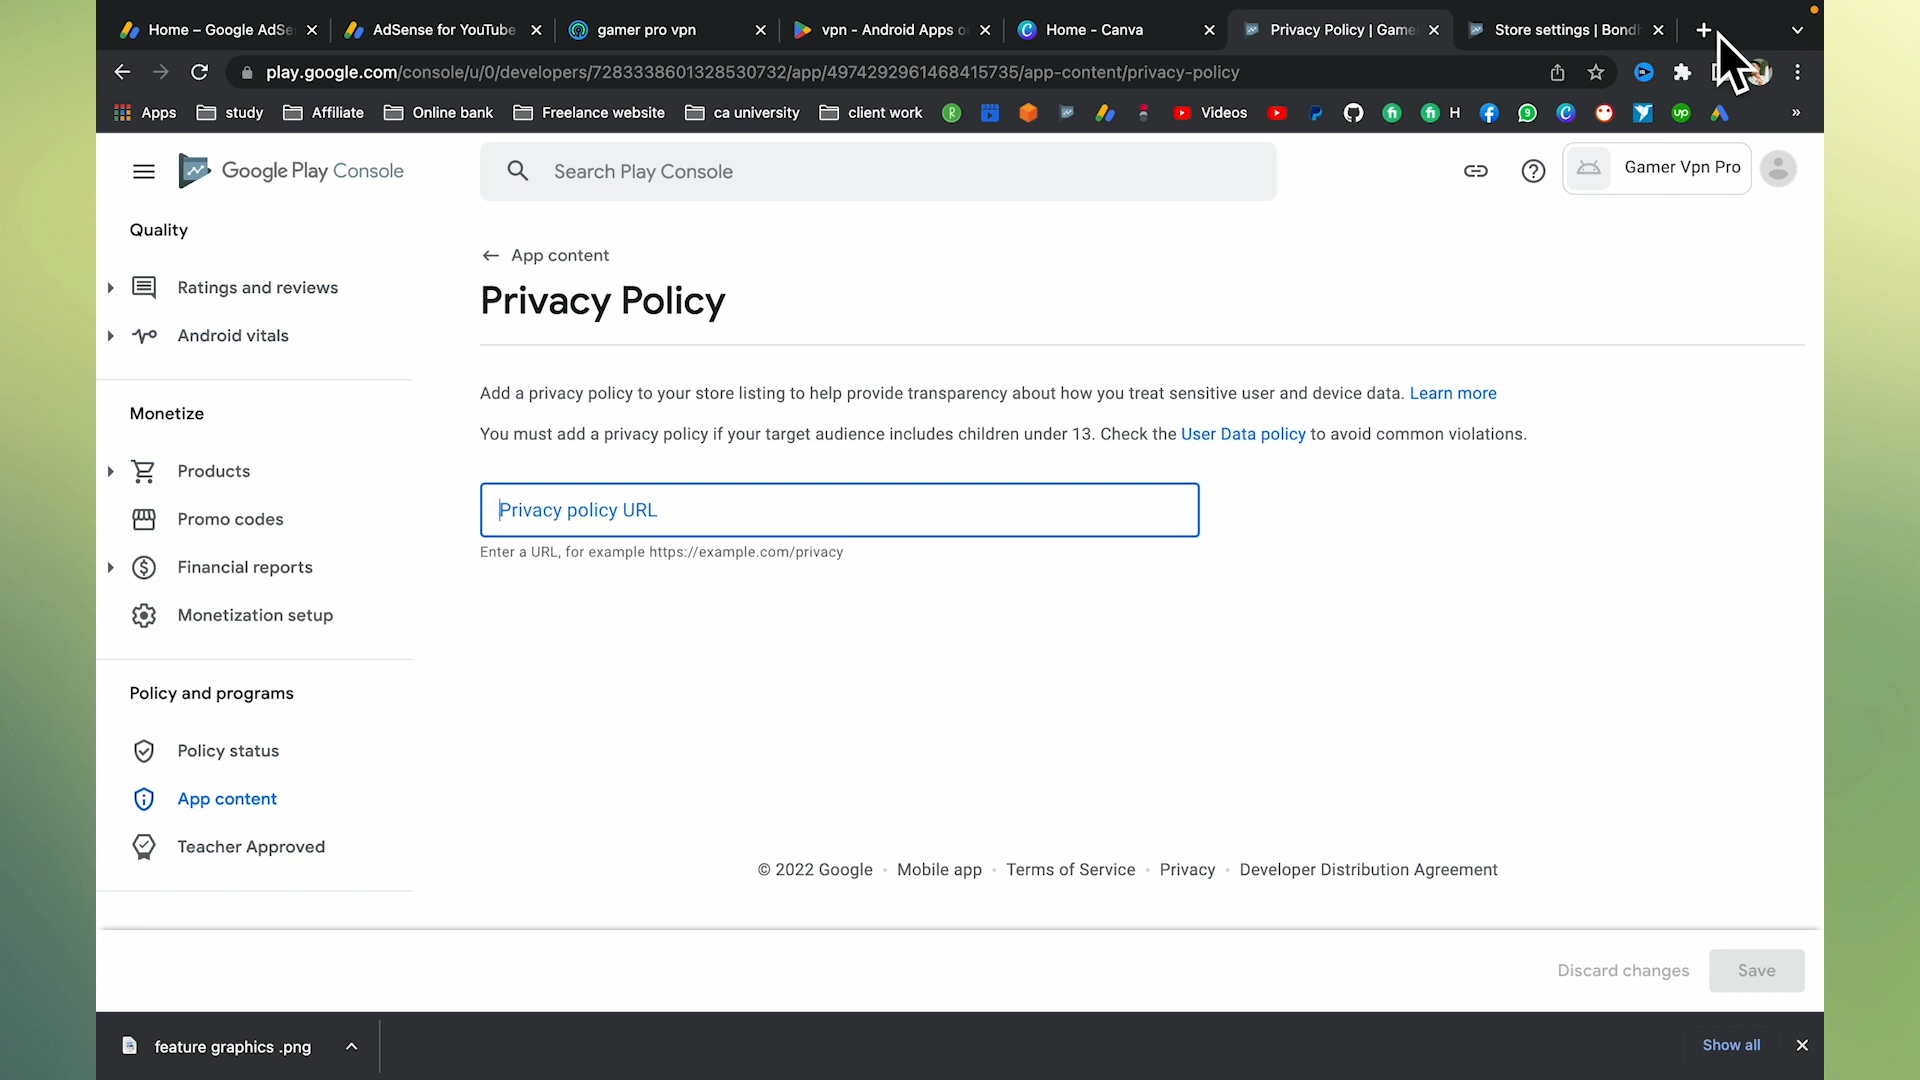 Home – Google AdSe
AdSense for YouTube
gamer pro vpn
vpn - Android Apps o
Home - Canva
Privacy Policy | Game
Store settings | Bondh
play.google.com/console/u/0/developers/7283338601328530732/app/4974292961468415735/app-content/privacy-policy
Apps
study
Affiliate
Online bank
Freelance website
ca university
client work
Videos
H
»
Google Play Console
Search Play Console
Gamer Vpn Pro
Quality
Ratings and reviews
Android vitals
Monetize
Products
Promo codes
Financial reports
Monetization setup
Policy and programs
Policy status
App content
Teacher Approved
← App content
Privacy Policy
Add a privacy policy to your store listing to help provide transparency about how you treat sensitive user and device data. Learn more
You must add a privacy policy if your target audience includes children under 13. Check the User Data policy to avoid common violations.
Privacy policy URL
Enter a URL, for example https://example.com/privacy
© 2022 Google · Mobile app · Terms of Service · Privacy · Developer Distribution Agreement
Discard changes
Save
feature graphics .png
Show all